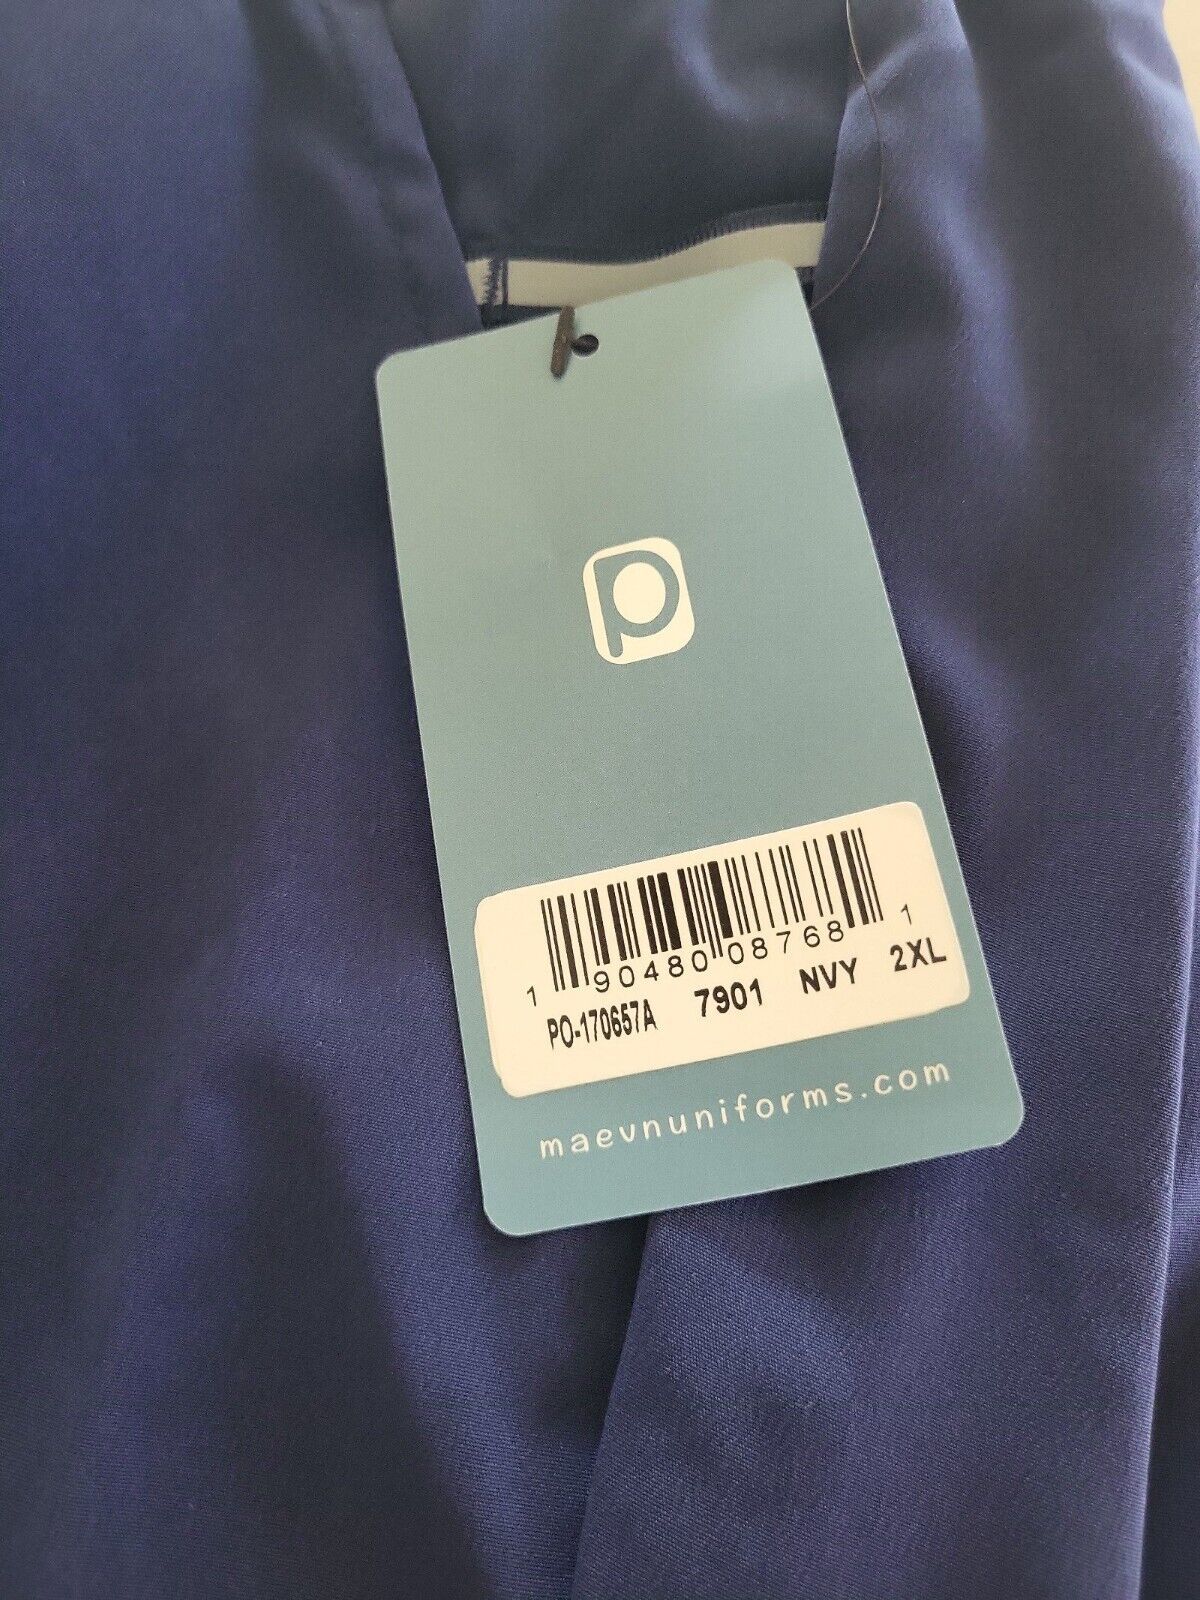 p
1 90480 08768 1
PO-170657A 7901 NVY 2XL
maevnuniforms.com